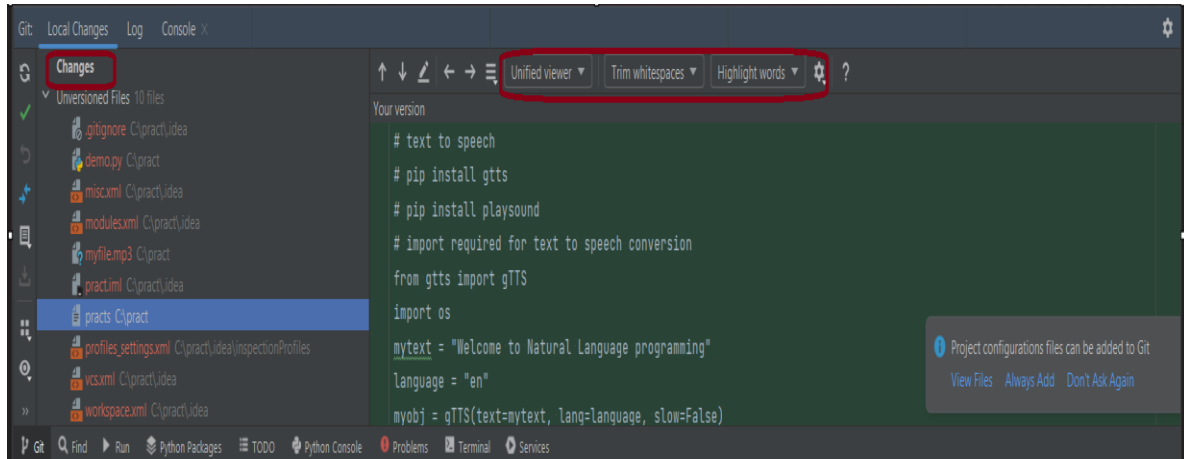 Git: Local Changes Log Console ×
Changes
Unversioned Files 10 files
.gitignore C:\pract\.idea
demo.py C:\pract
misc.xml C:\pract\.idea
modules.xml C:\pract\.idea
myfile.mp3 C:\pract
pract.iml C:\pract\.idea
practs C:\pract
profiles_settings.xml C:\pract\.idea\inspectionProfiles
vcs.xml C:\pract\.idea
workspace.xml C:\pract\.idea
Unified viewer Trim whitespaces Highlight words ?
Your version
# text to speech
# pip install gtts
# pip install playsound
# import required for text to speech conversion
from gtts import gTTS
import os
mytext = "Welcome to Natural Language programming"
language = "en"
myobj = gTTS(text=mytext, lang=language, slow=False)
Project configurations files can be added to Git
View Files Always Add Don't Ask Again
Git Find Run Python Packages TODO Python Console Problems Terminal Services